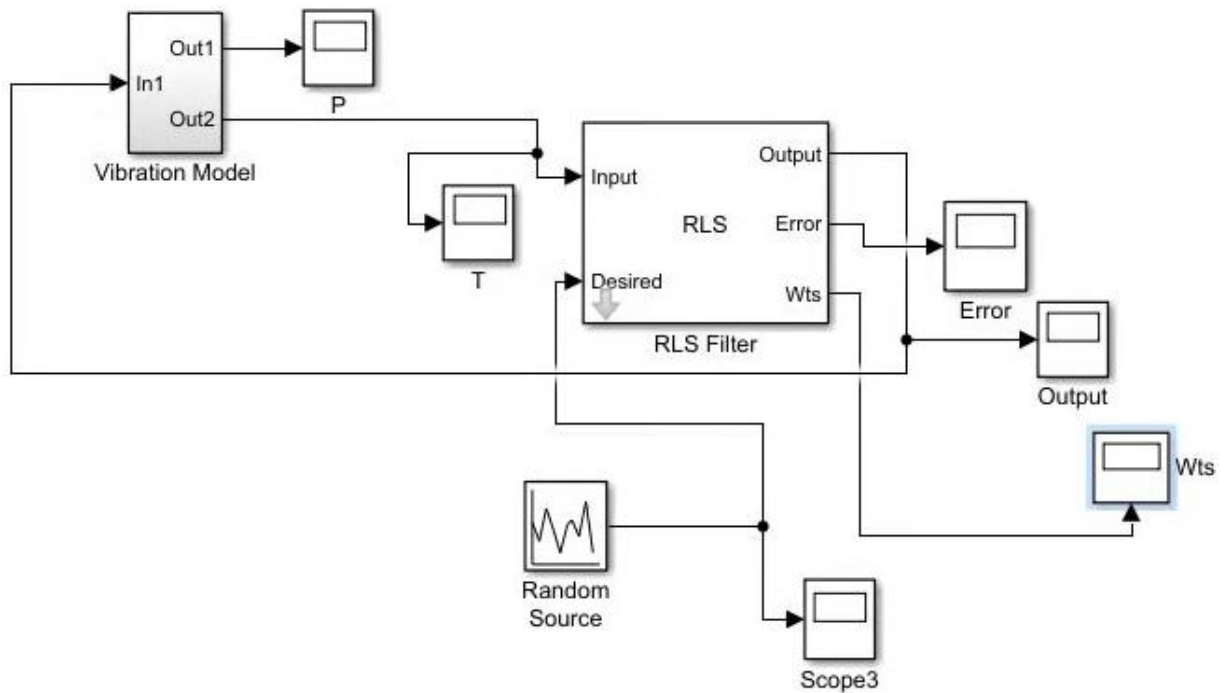 Out1
In1
Out2
Vibration Model
P
T
Input
Desired
RLS
Output
Error
Wts
RLS Filter
Error
Output
Wts
Random
Source
Scope3